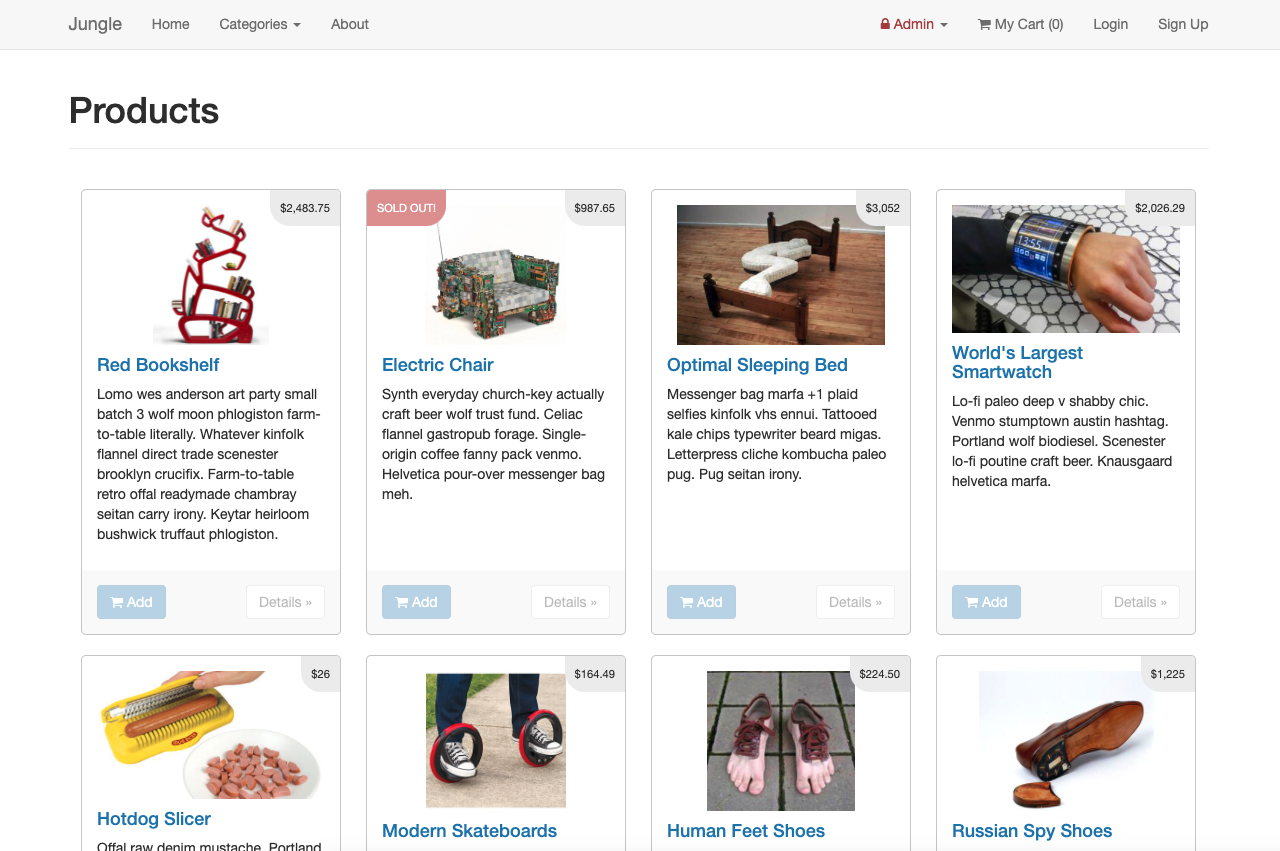 Jungle Home Categories About Admin My Cart (0) Login Sign Up
Products
$2,483.75
Red Bookshelf
Lomo wes anderson art party small
batch 3 wolf moon phlogiston farm-
to-table literally. Whatever kinfolk
flannel direct trade scenester
brooklyn crucifix. Farm-to-table
retro offal readymade chambray
seitan carry irony. Keytar heirloom
bushwick truffaut phlogiston.
Add Details »
SOLD OUT! $987.65
Electric Chair
Synth everyday church-key actually
craft beer wolf trust fund. Celiac
flannel gastropub forage. Single-
origin coffee fanny pack venmo.
Helvetica pour-over messenger bag
meh.
Add Details »
$3,052
Optimal Sleeping Bed
Messenger bag marfa +1 plaid
selfies kinfolk vhs ennui. Tattooed
kale chips typewriter beard migas.
Letterpress cliche kombucha paleo
pug. Pug seitan irony.
Add Details »
$2,026.29
13:55
World's Largest
Smartwatch
Lo-fi paleo deep v shabby chic.
Venmo stumptown austin hashtag.
Portland wolf biodiesel. Scenester
lo-fi poutine craft beer. Knausgaard
helvetica marfa.
Add Details »
$26
Hotdog Slicer
Offal raw denim mustache. Portland
$164.49
Modern Skateboards
$224.50
Human Feet Shoes
$1,225
Russian Spy Shoes